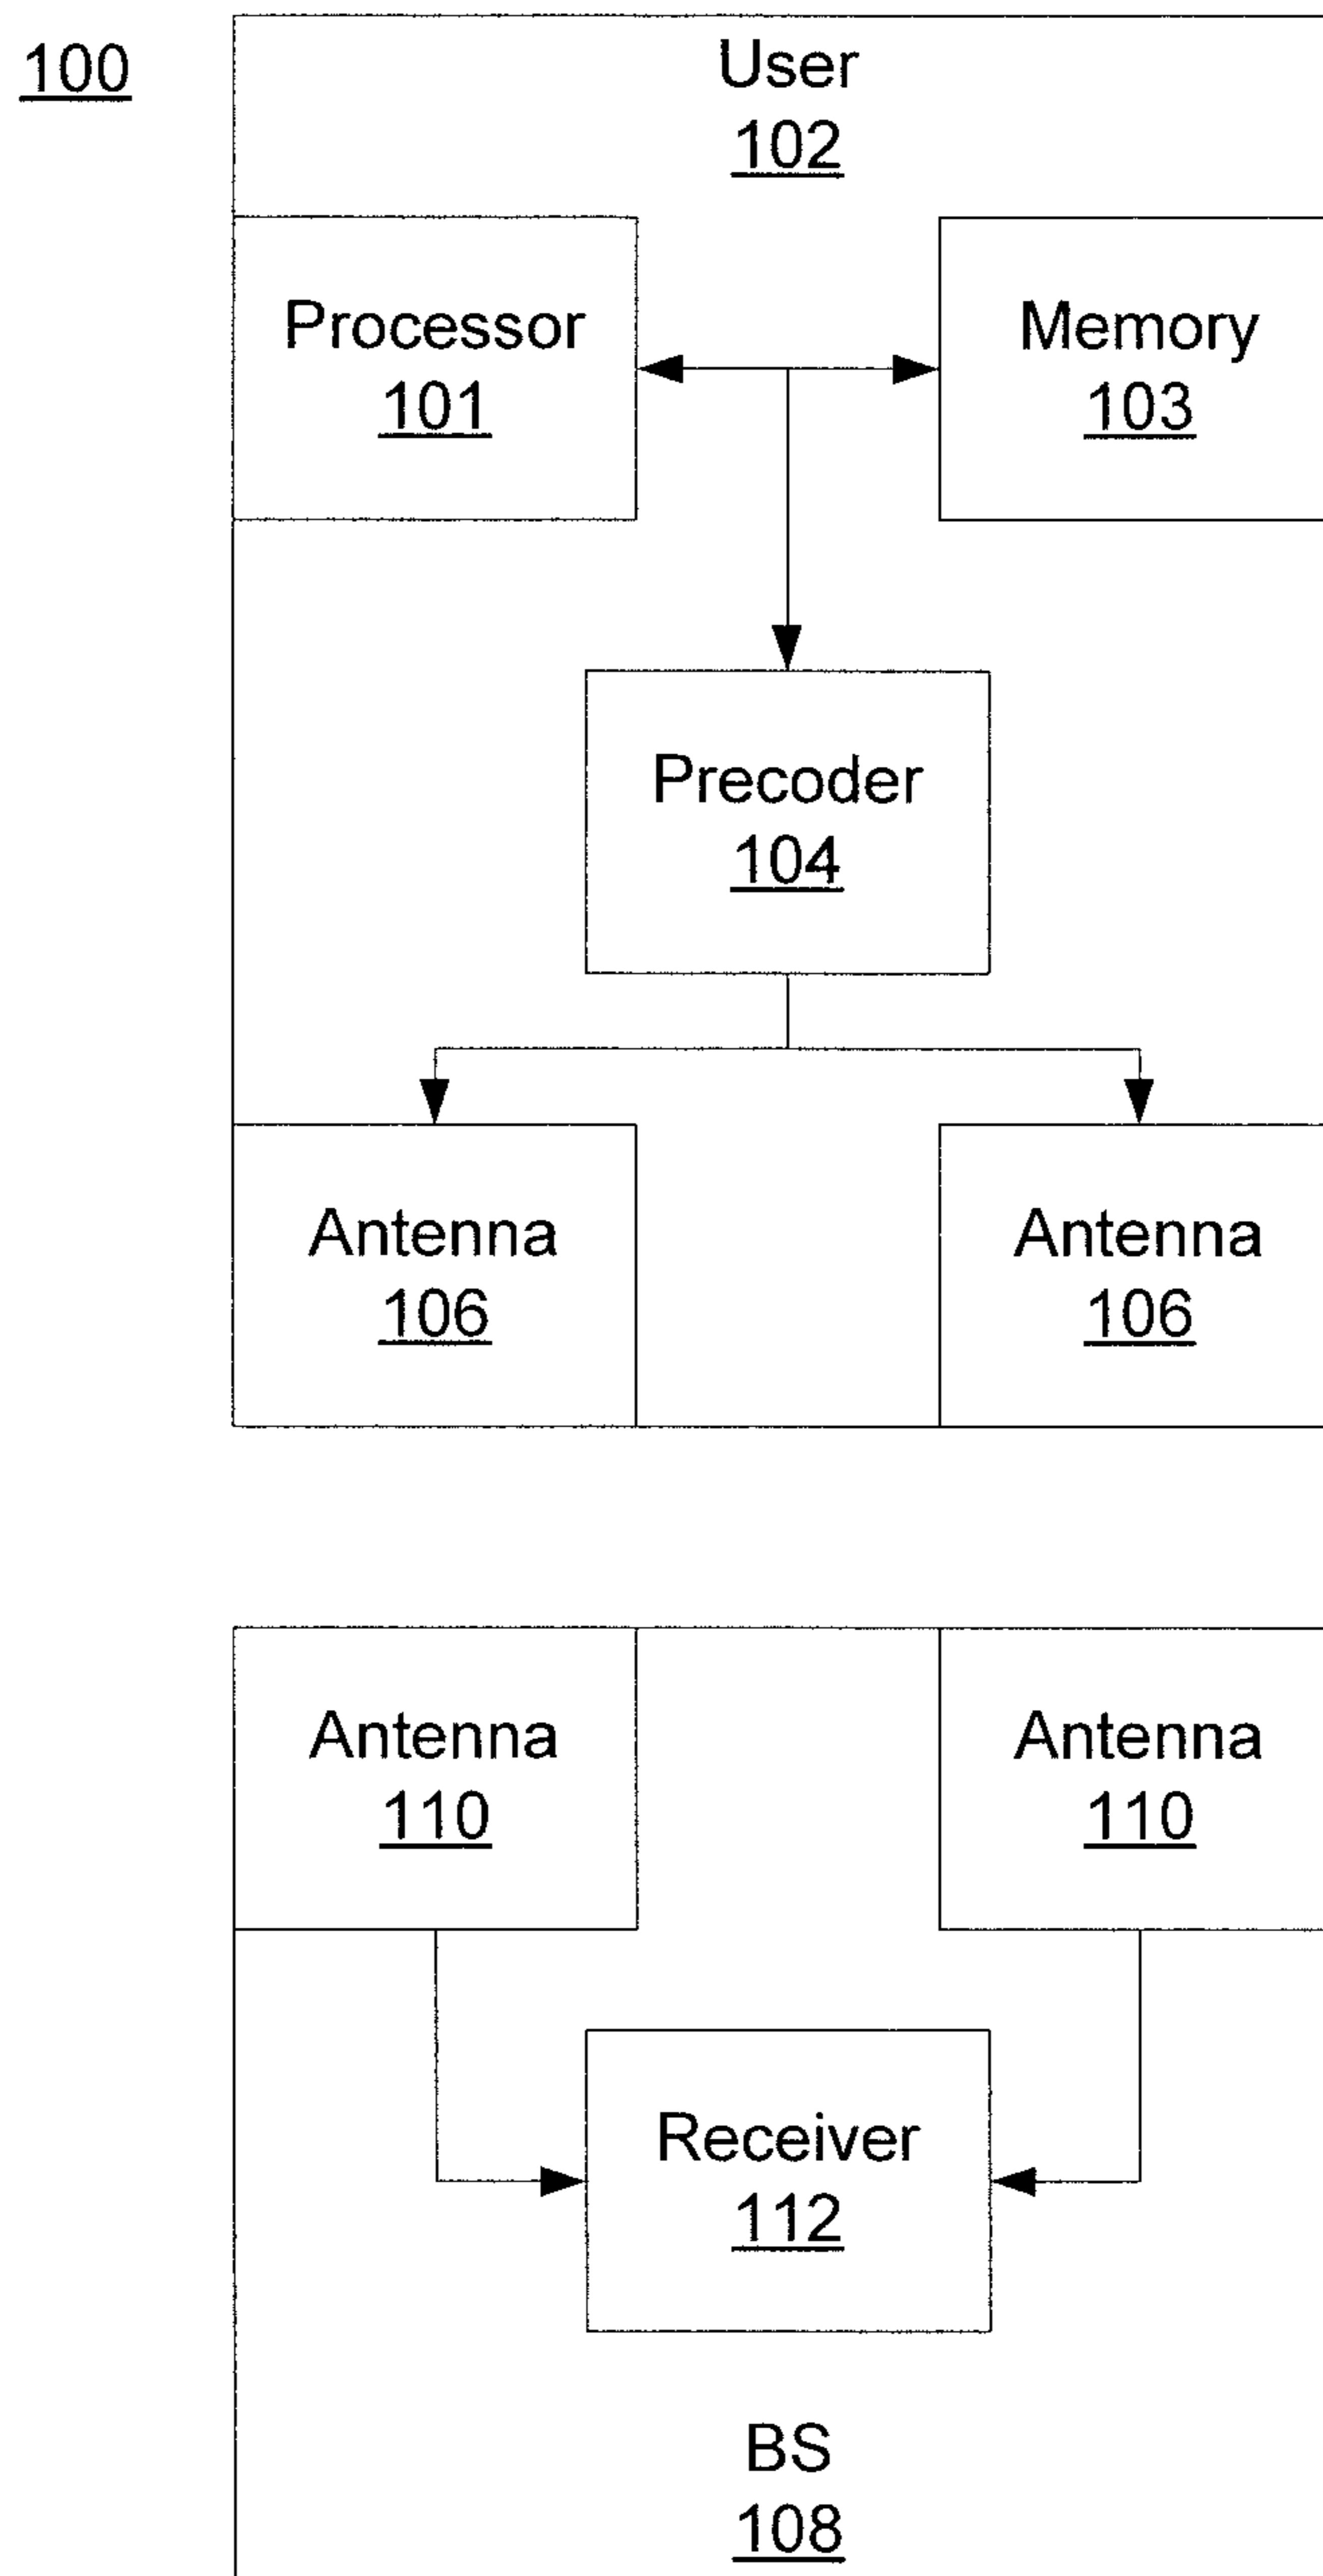 100
User
102
Processor
101
Memory
103
Precoder
104
Antenna
106
Antenna
106
Antenna
110
Antenna
110
Receiver
112
BS
108